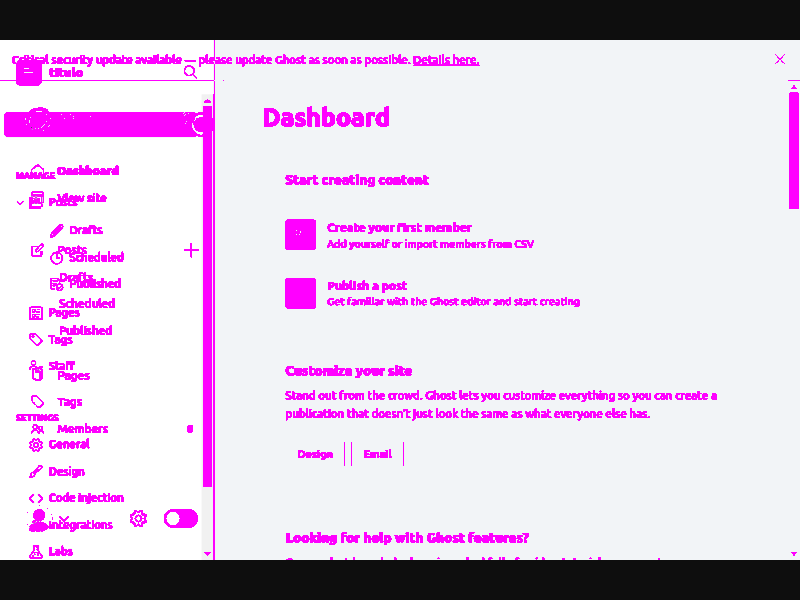 Critical security update available — please update Ghost as soon as possible. Details here.
titulo
Dashboard
Dashboard
MANAGE
View site
Posts
Drafts
Posts
Scheduled
Drafts
Published
Scheduled
Pages
Published
Tags
Staff
Pages
Tags
SETTINGS
Members
General
Design
Code injection
Integrations
Labs
Start creating content
Create your first member
Add yourself or import members from CSV
Publish a post
Get familiar with the Ghost editor and start creating
Customize your site
Stand out from the crowd. Ghost lets you customize everything so you can create a
publication that doesn't just look the same as what everyone else has.
Design
Email
Looking for help with Ghost features?